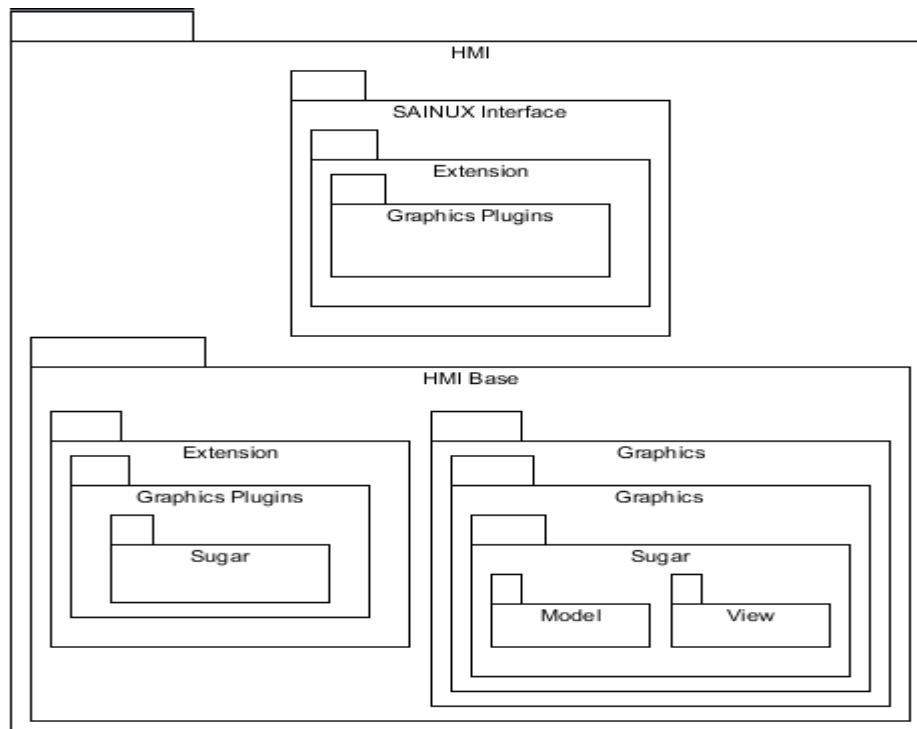 HMI
SAINUX Interface
Extension
Graphics Plugins
HMI Base
Extension
Graphics Plugins
Sugar
Graphics
Graphics
Sugar
Model
View